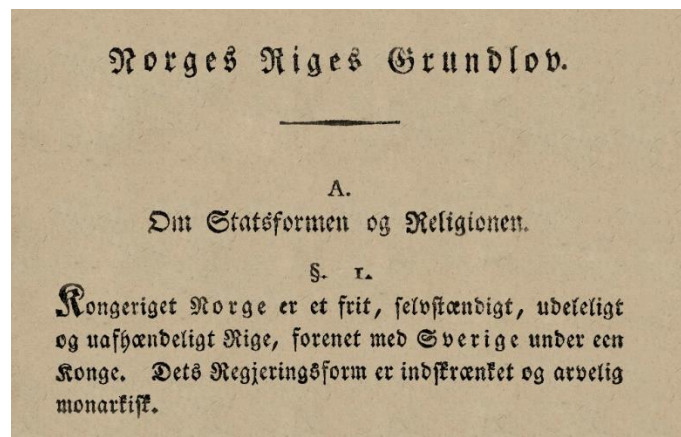 Norges Riges Grundlov.
A.
Om Statsformen og Religionen.
§. 1.
Kongeriget Norge er et frit, selvstændigt, udeleligt
og uafhændeligt Rige, forenet med Sverige under een
Konge. Dets Regjeringsform er indskrænket og arvelig
monarkisk.